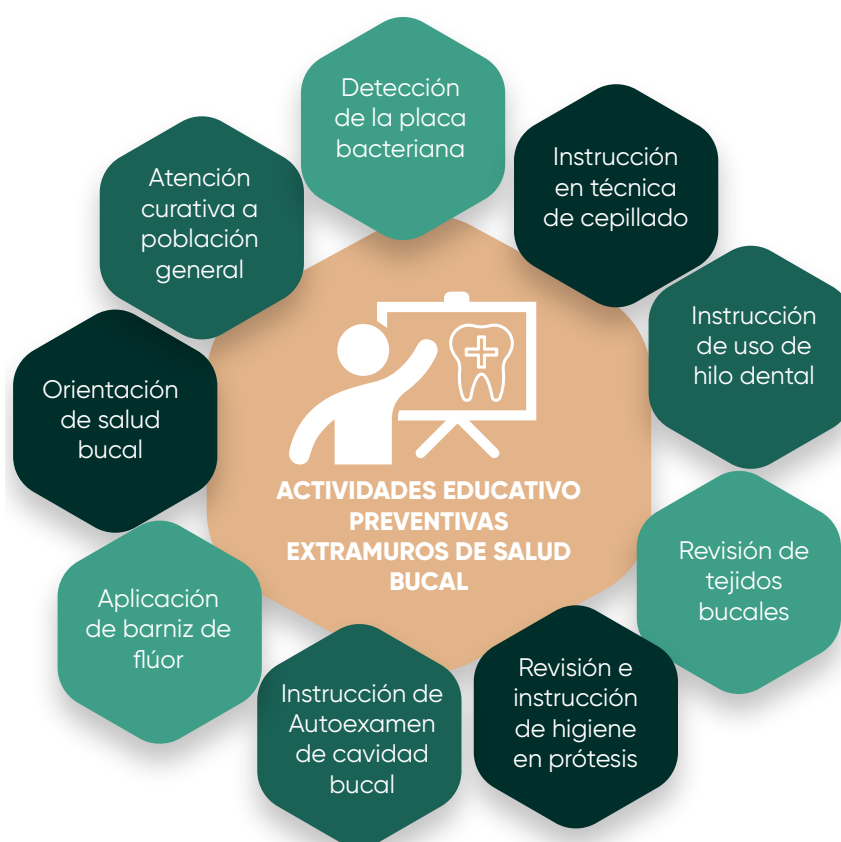 Detección
de la placa
bacteriana
Instrucción
en técnica
de cepillado
Instrucción
de uso de
hilo dental
Revisión de
tejidos
bucales
Revisión e
instrucción
de higiene
en prótesis
Instrucción de
Autoexamen
de cavidad
bucal
Aplicación
de barniz de
flúor
Orientación
de salud
bucal
Atención
curativa a
población
general
ACTIVIDADES EDUCATIVO
PREVENTIVAS
EXTRAMUROS DE SALUD
BUCAL